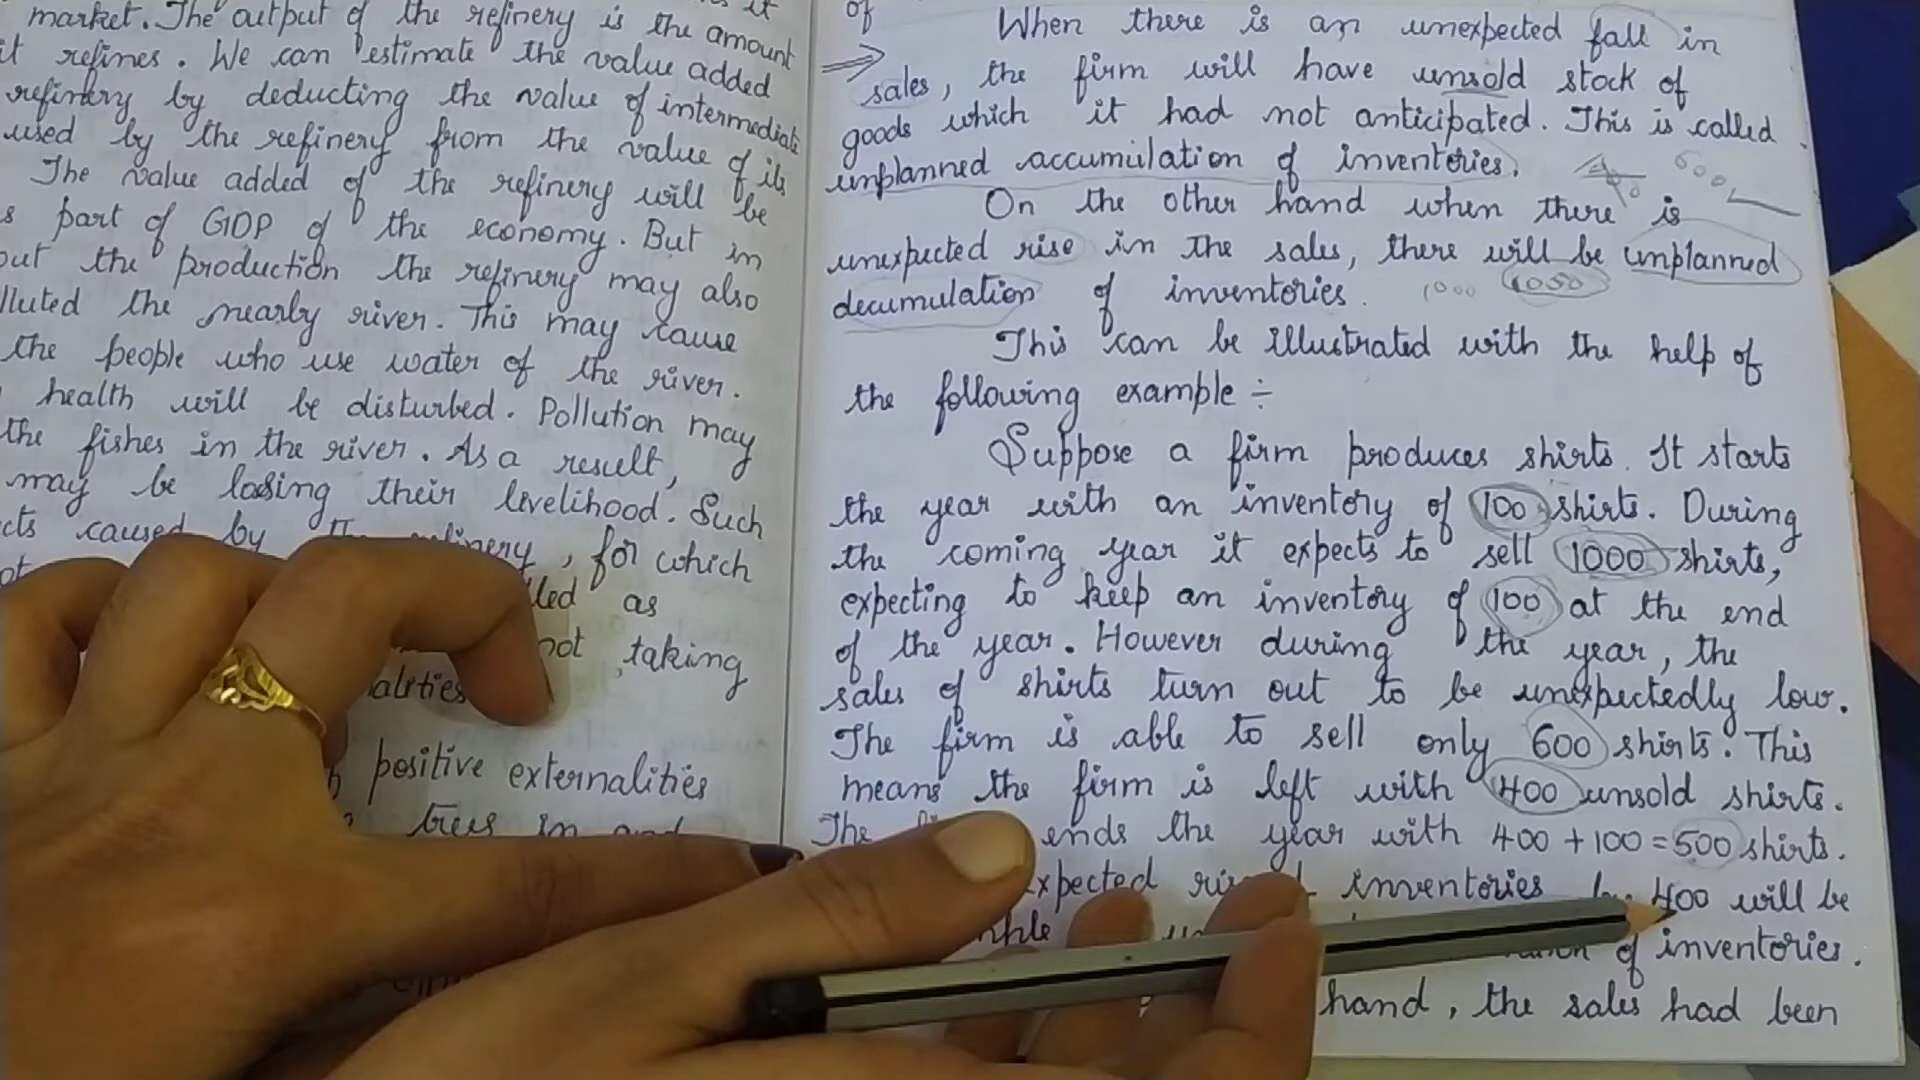 market. The output of the refinery is the amount
it refines. We can estimate the value added
refinery by deducting the value of intermediate
used by the refinery from the value of its
The value added of the refinery will be
part of GDP of the economy. But in
the production the refinery may also
the nearly river. This may cause
the people who use water of the river.
health will be disturbed. Pollution may
the fishes in the river. As a result,
may be loosing their livelihood. Such
caused by , for which
as
not taking
positive externalities
trees in and
of
When there is an unexpected fall in
sales, the firm will have unsold stock of
goods which it had not anticipated. This is called
unplanned accumulation of inventories.
On the other hand when there is
unexpected rise in the sales, there will be unplanned
decumulation of inventories. 1000 1050
This can be illustrated with the help of
the following example ÷
Suppose a firm produces shirts. It starts
the year with an inventory of 100 shirts. During
the coming year it expects to sell 1000 shirts,
expecting to keep an inventory of 100 at the end
of the year. However during the year, the
sales of shirts turn out to be unexpectedly low.
The firm is able to sell only 600 shirts. This
means the firm is left with 400 unsold shirts.
The ends the year with 400 + 100 = 500 shirts.
inventories 400 will be
of inventories.
hand, the sales had been